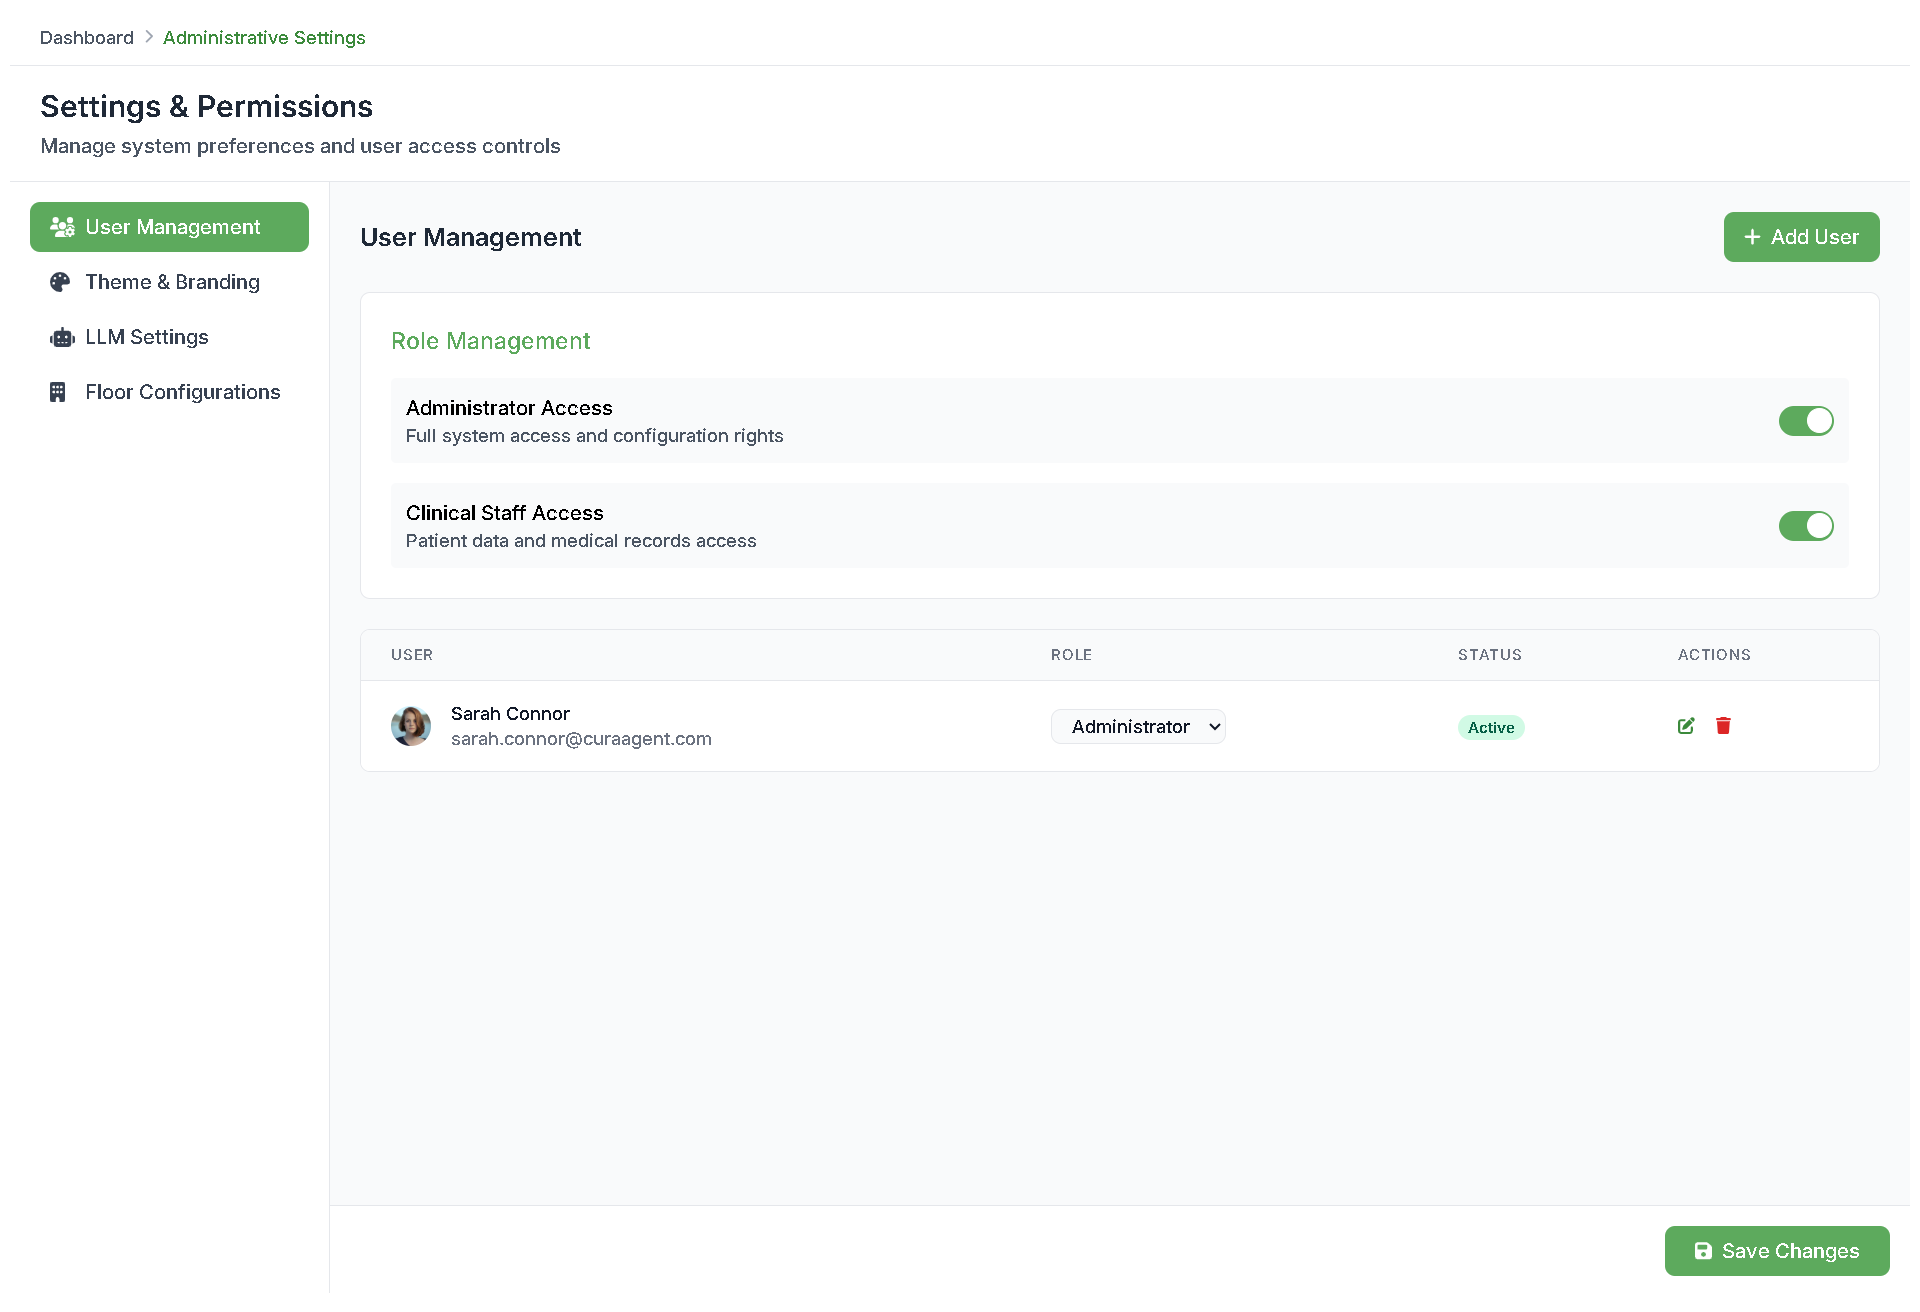 Dashboard
Administrative Settings
Settings & Permissions
Manage system preferences and user access controls
User Management
Theme & Branding
LLM Settings
Floor Configurations
User Management
Add User
Role Management
Administrator Access
Full system access and configuration rights
Clinical Staff Access
Patient data and medical records access
USER ROLE STATUS ACTIONS
Sarah Connor
sarah.connor@curaagent.com
Administrator
Active
Save Changes